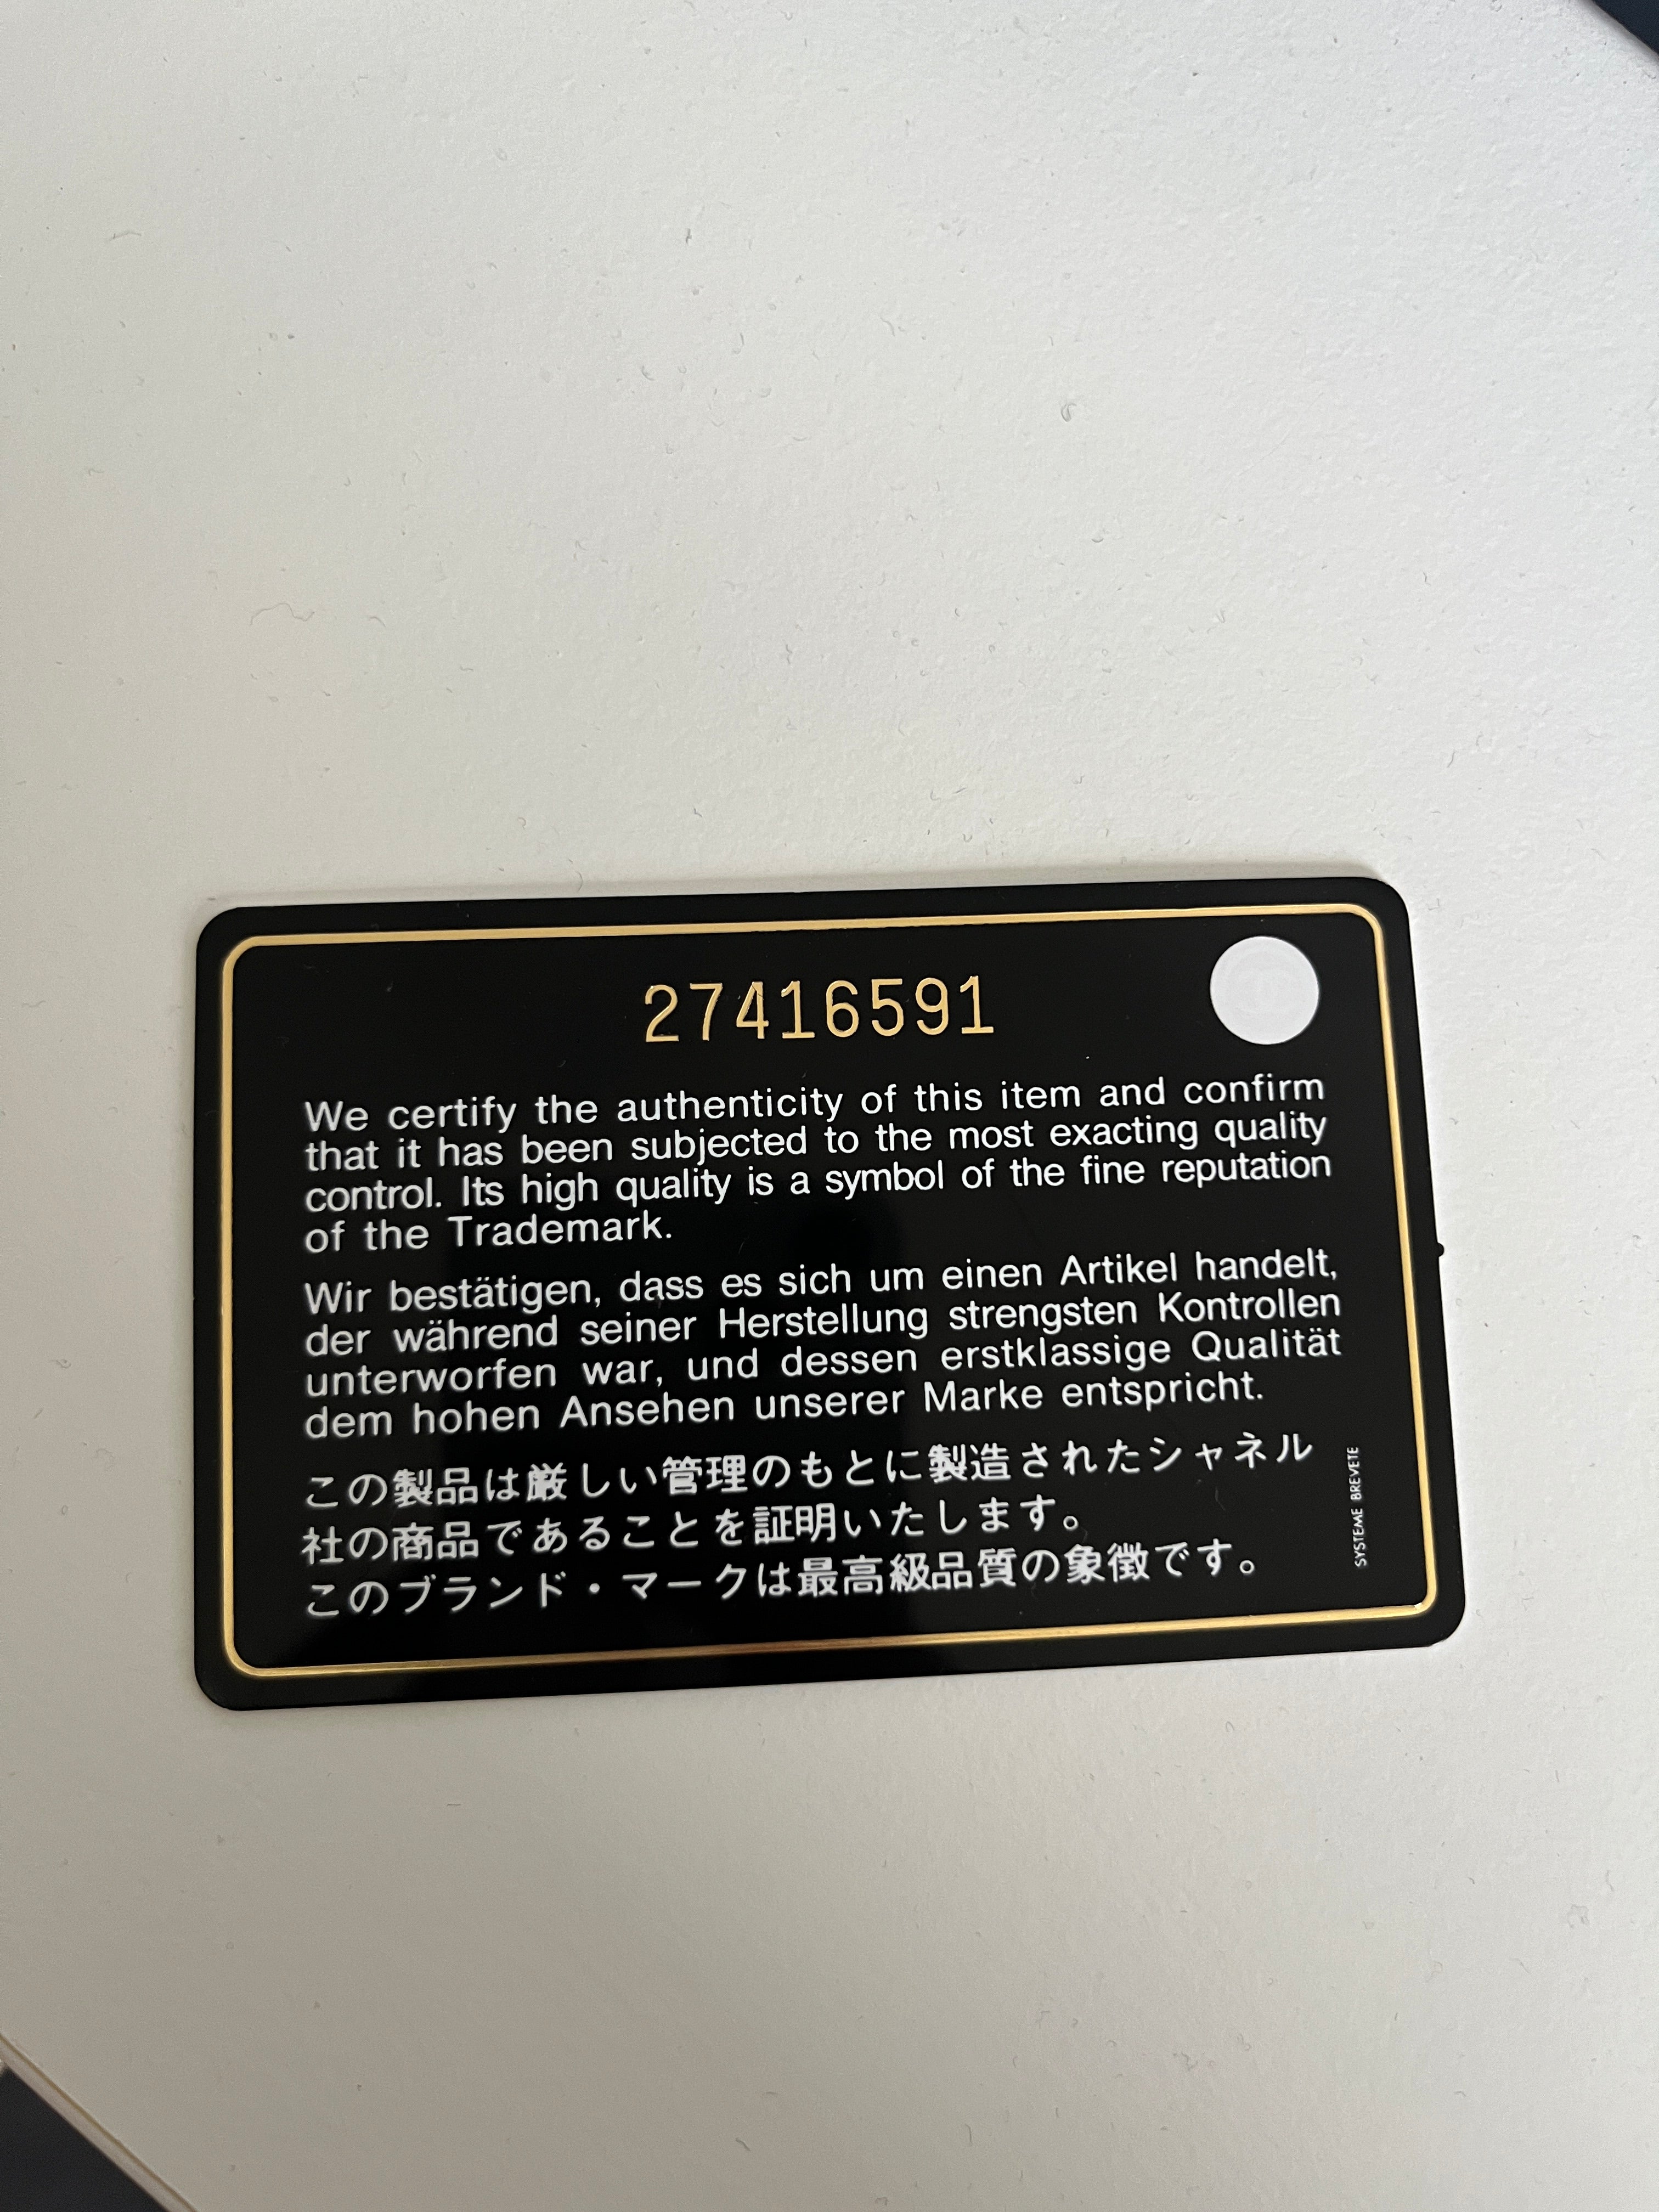 27416591
We certify the authenticity of this item and confirm
that it has been subjected to the most exacting quality
control. Its high quality is a symbol of the fine reputation
of the Trademark.
Wir bestätigen, dass es sich um einen Artikel handelt,
der während seiner Herstellung strengsten Kontrollen
unterworfen war, und dessen erstklassige Qualität
dem hohen Ansehen unserer Marke entspricht.
この製品は厳しい管理のもとに製造されたシャネル
社の商品であることを証明いたします。
このブランド・マークは最高級品質の象徴です。
SYSTEME BREVETE